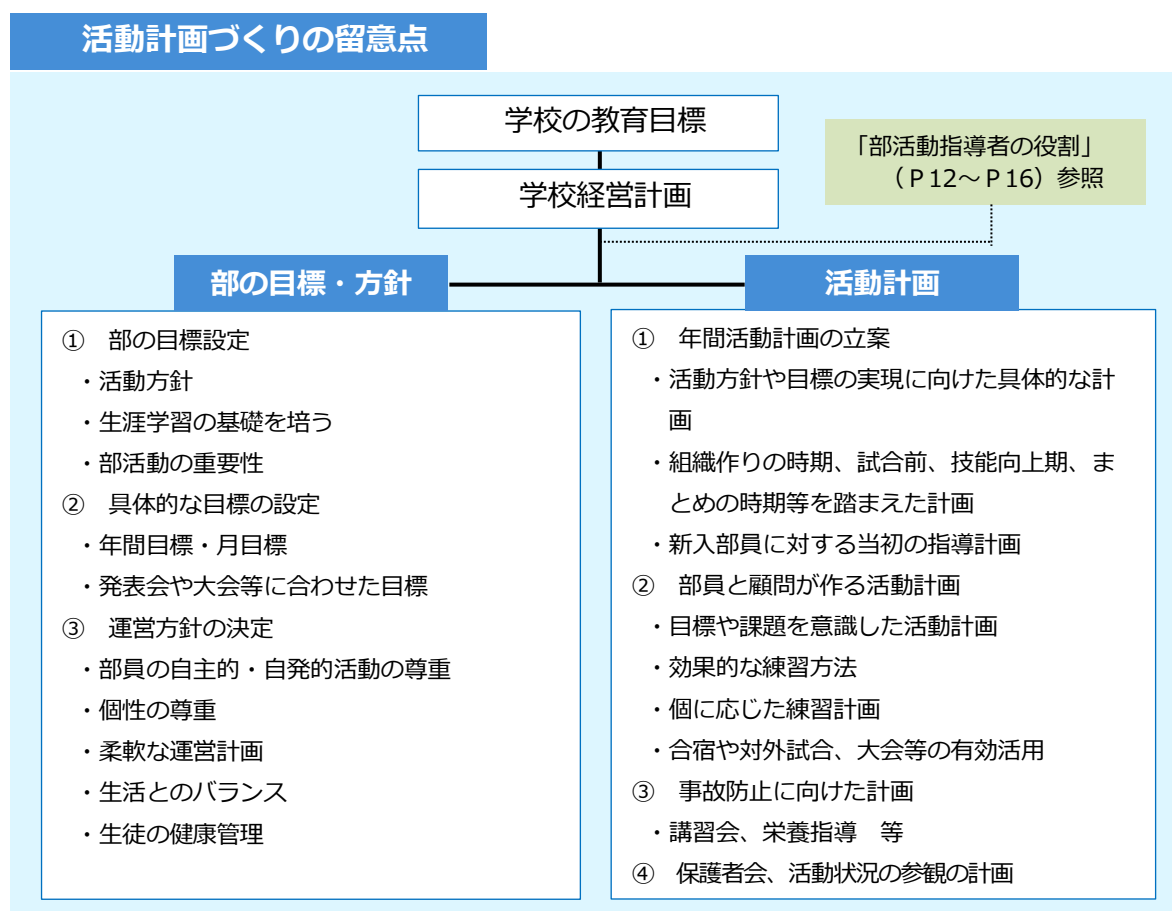 活動計画づくりの留意点
学校の教育目標
学校経営計画
「部活動指導者の役割」
（Ｐ12～Ｐ16）参照
部の目標・方針
① 部の目標設定
・活動方針
・生涯学習の基礎を培う
・部活動の重要性
② 具体的な目標の設定
・年間目標・月目標
・発表会や大会等に合わせた目標
③ 運営方針の決定
・部員の自主的・自発的活動の尊重
・個性の尊重
・柔軟な運営計画
・生活とのバランス
・生徒の健康管理
活動計画
① 年間活動計画の立案
・活動方針や目標の実現に向けた具体的な計
画
・組織作りの時期、試合前、技能向上期、ま
とめの時期等を踏まえた計画
・新入部員に対する当初の指導計画
② 部員と顧問が作る活動計画
・目標や課題を意識した活動計画
・効果的な練習方法
・個に応じた練習計画
・合宿や対外試合、大会等の有効活用
③ 事故防止に向けた計画
・講習会、栄養指導 等
④ 保護者会、活動状況の参観の計画